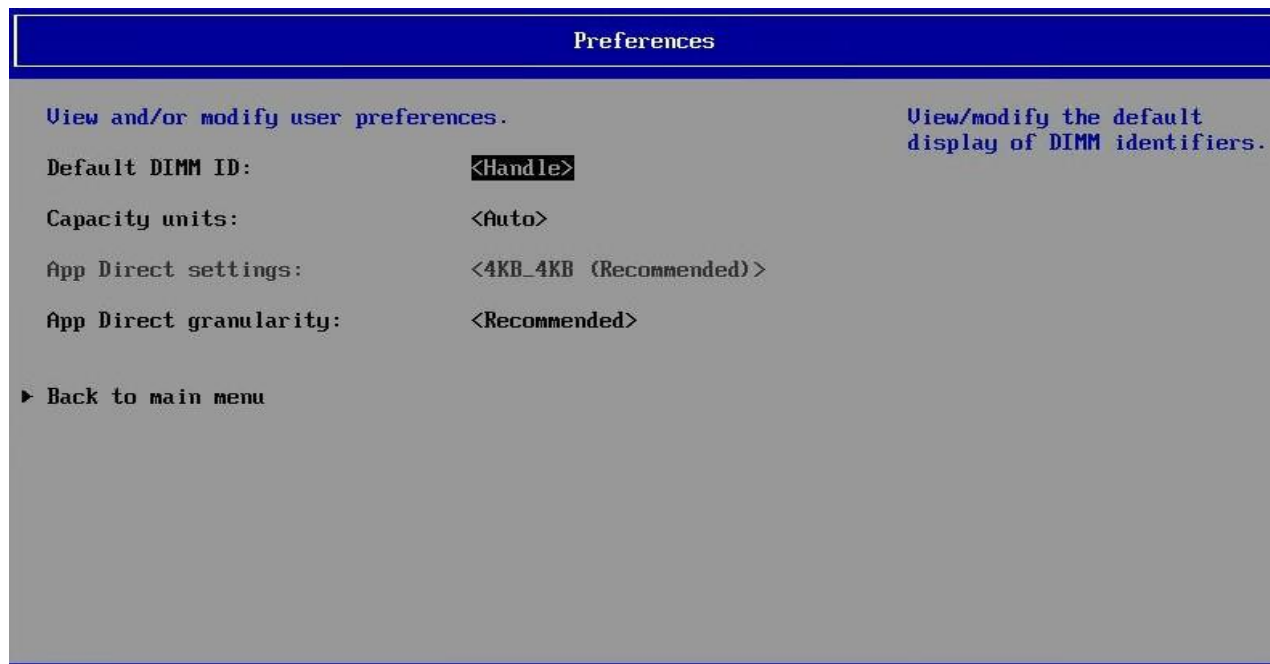 Preferences
View and/or modify user preferences.
View/modify the default
display of DIMM identifiers.
Default DIMM ID: <Handle>
Capacity units: <Auto>
App Direct settings: <4KB_4KB (Recommended)>
App Direct granularity: <Recommended>
Back to main menu